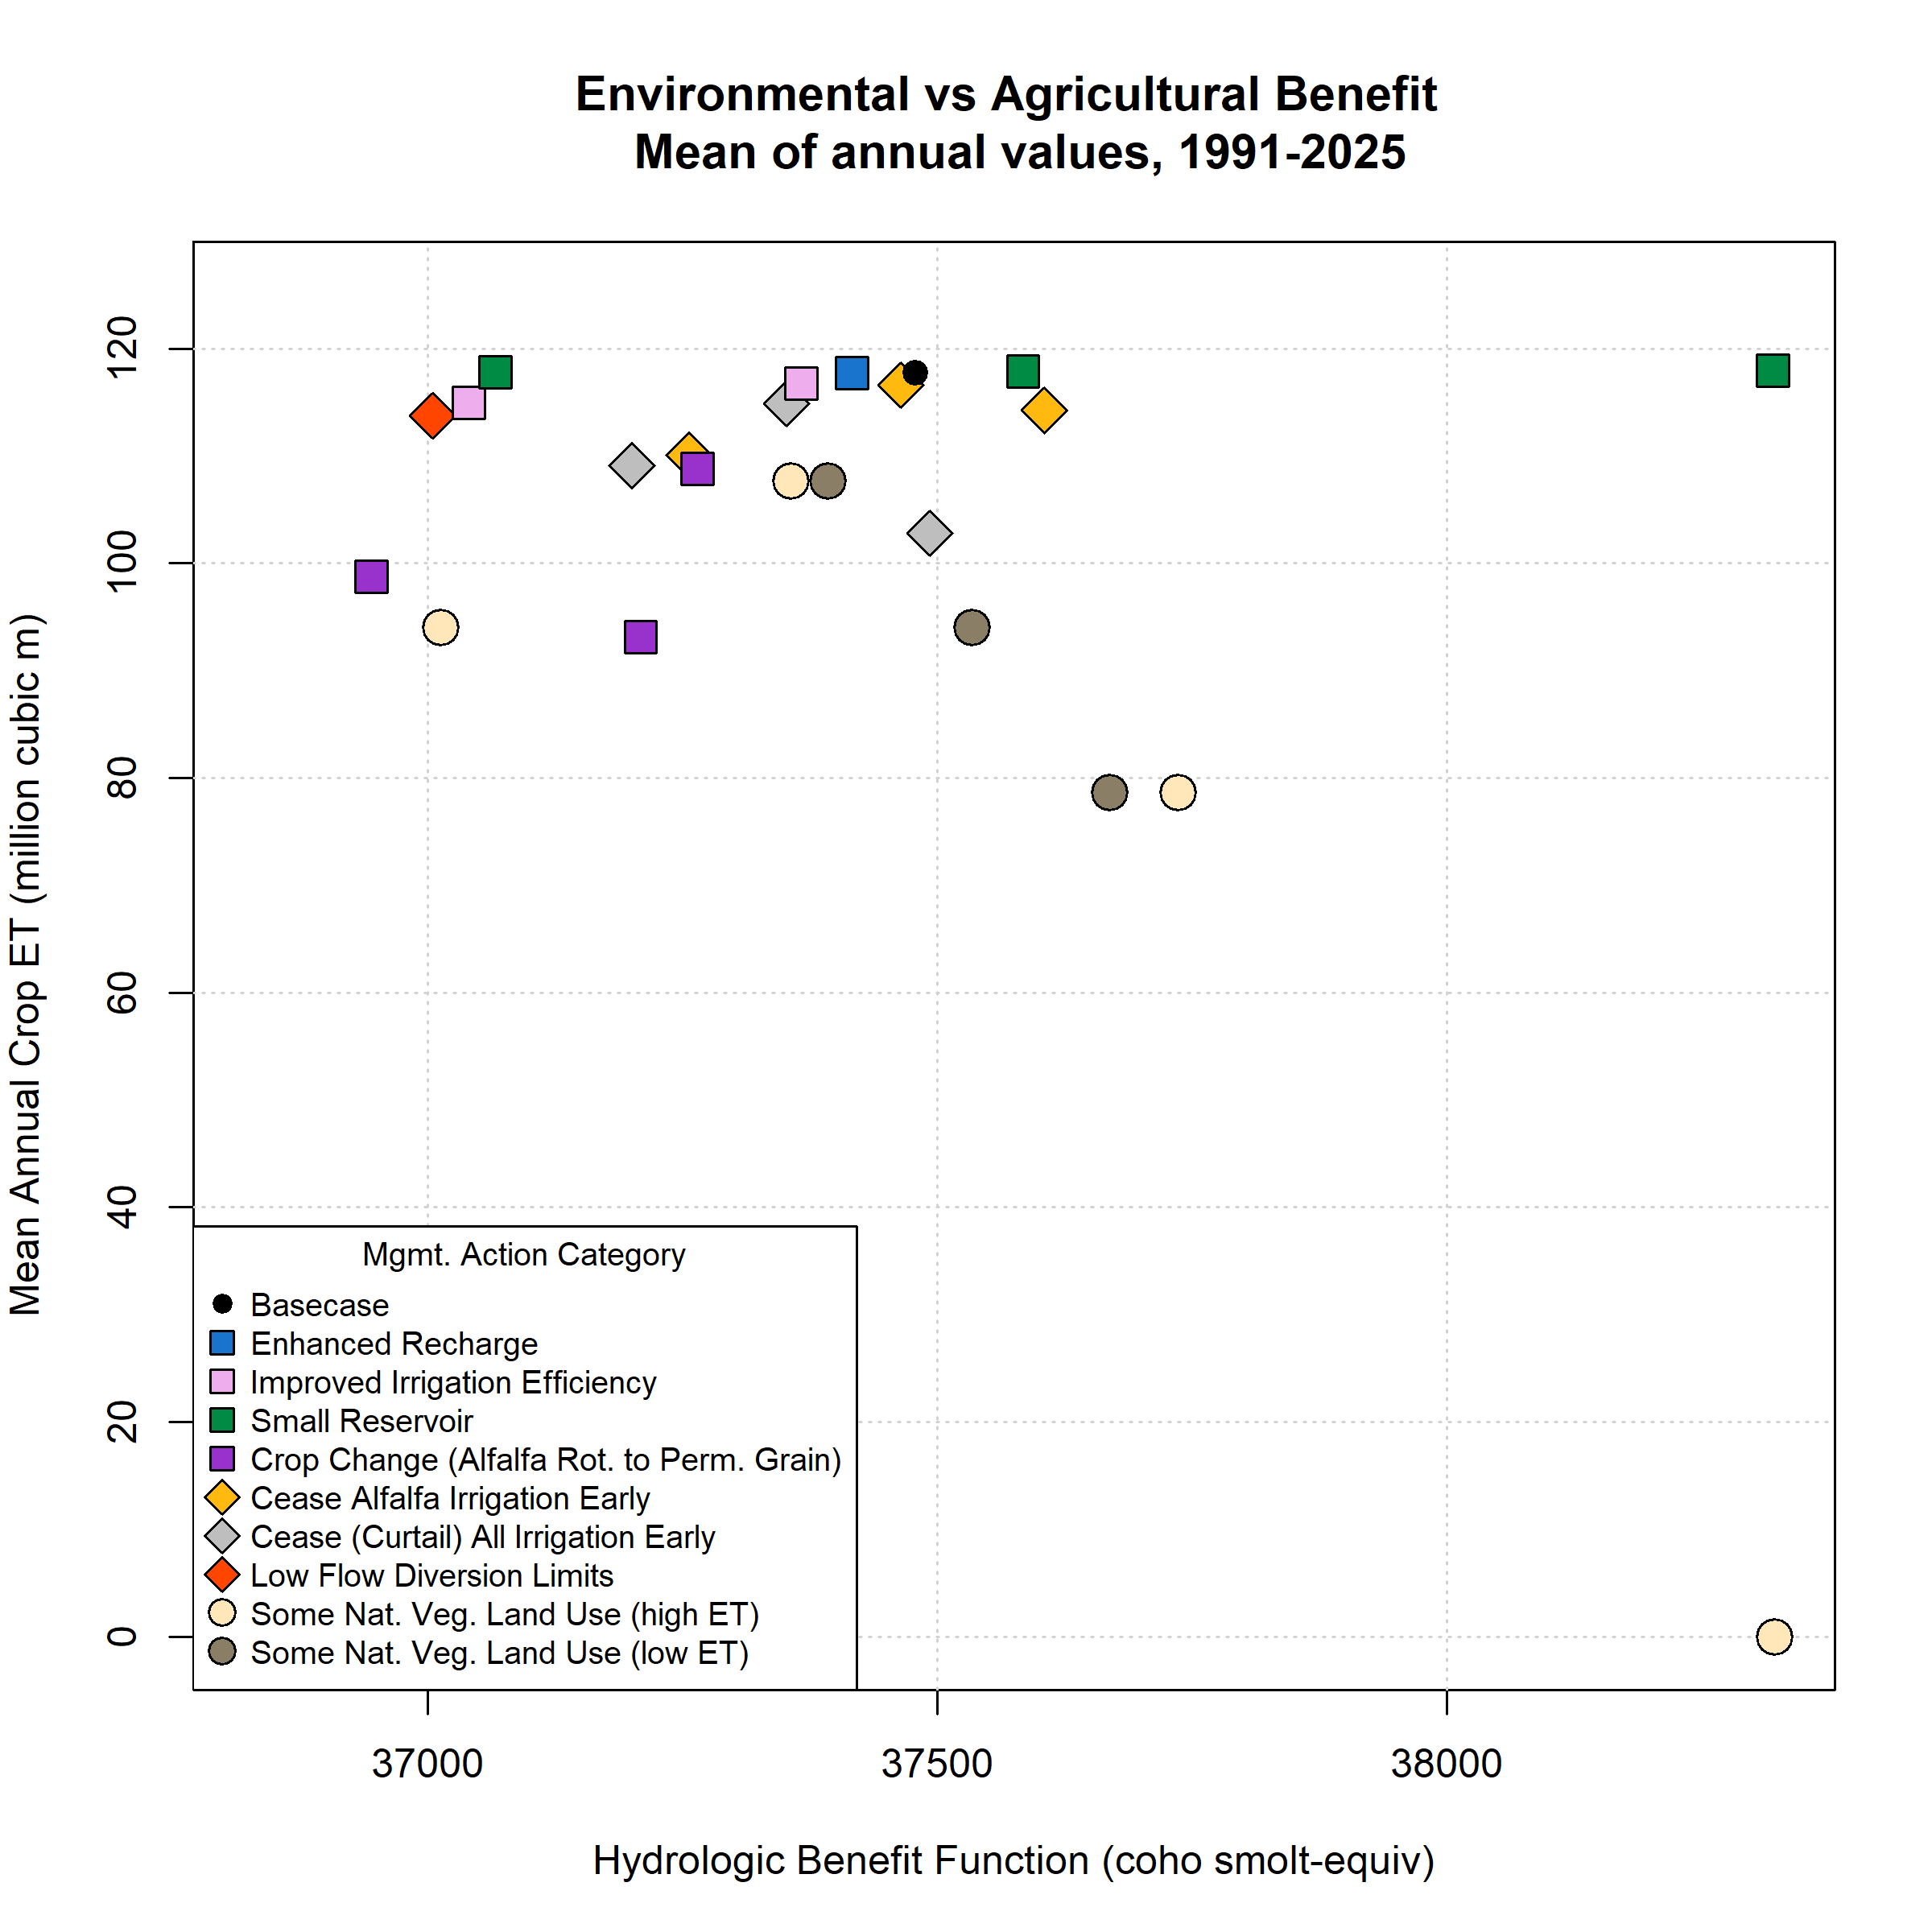 Environmental vs Agricultural Benefit
Mean of annual values, 1991-2025
Mean Annual Crop ET (million cubic m)
120
100
80
60
40
20
0
Mgmt. Action Category
Basecase
Enhanced Recharge
Improved Irrigation Efficiency
Small Reservoir
Crop Change (Alfalfa Rot. to Perm. Grain)
Cease Alfalfa Irrigation Early
Cease (Curtail) All Irrigation Early
Low Flow Diversion Limits
Some Nat. Veg. Land Use (high ET)
Some Nat. Veg. Land Use (low ET)
37000 37500 38000
Hydrologic Benefit Function (coho smolt-equiv)